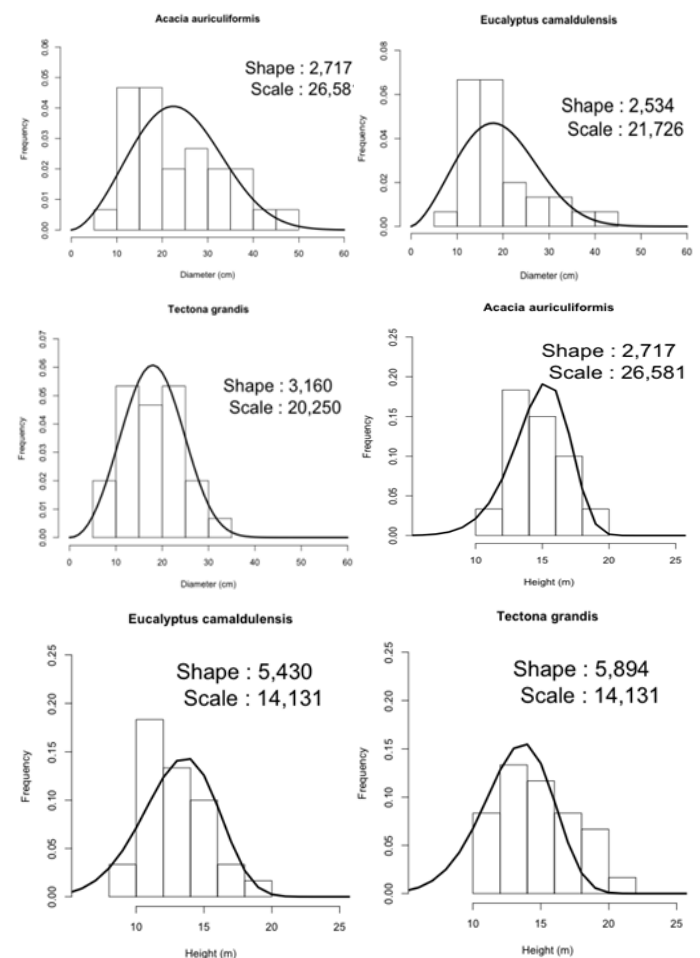 Acacia auriculiformis
Shape : 2,717
Scale : 26,58
Frequency
0.00 0.01 0.02 0.03 0.04 0.05 0.06
0 10 20 30 40 50 60
Diameter (cm)
Eucalyptus camaldulensis
Shape : 2,534
Scale : 21,726
Frequency
0.00 0.02 0.04 0.06 0.08
0 10 20 30 40 50 60
Diameter (cm)
Tectona grandis
Shape : 3,160
Scale : 20,250
Frequency
0.00 0.01 0.02 0.03 0.04 0.05 0.06 0.07
0 10 20 30 40 50 60
Diameter (cm)
Acacia auriculiformis
Shape : 2,717
Scale : 26,581
Frequency
0.00 0.05 0.10 0.15 0.20 0.25
10 15 20 25
Height (m)
Eucalyptus camaldulensis
Shape : 5,430
Scale : 14,131
Frequency
0.00 0.05 0.10 0.15 0.20 0.25
10 15 20 25
Height (m)
Tectona grandis
Shape : 5,894
Scale : 14,131
Frequency
0.00 0.05 0.10 0.15 0.20 0.25
10 15 20 25
Height (m)